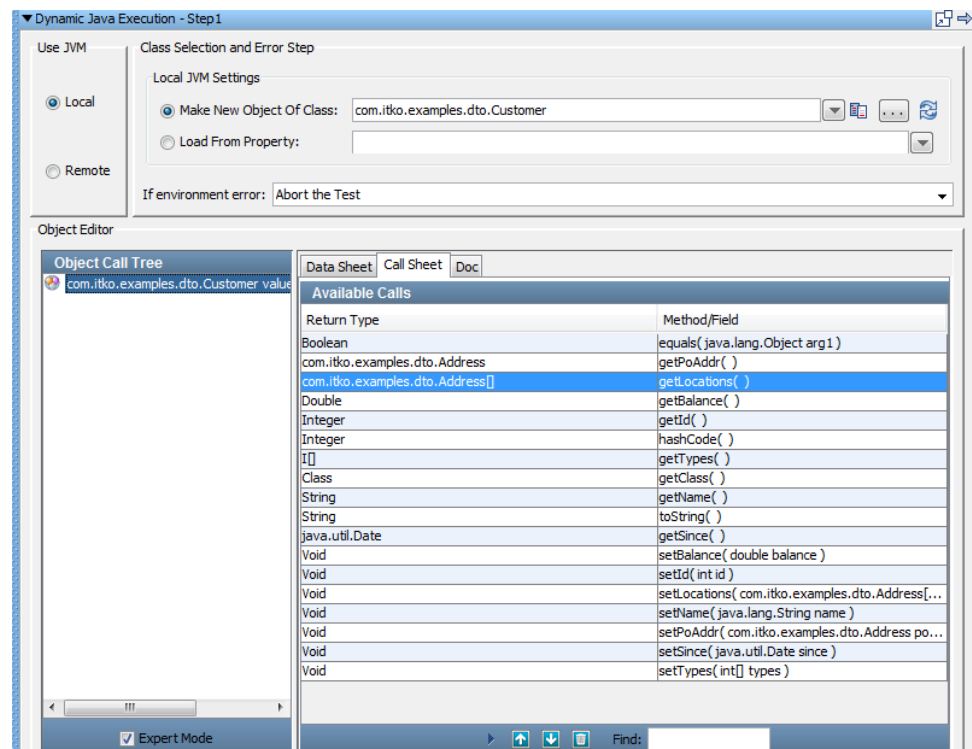 Dynamic Java Execution - Step1
Use JVM
Class Selection and Error Step
Local JVM Settings
Local
Make New Object Of Class: com.itko.examples.dto.Customer
...
Load From Property:
Remote
If environment error: Abort the Test
Object Editor
Object Call Tree
Data Sheet Call Sheet Doc
com.itko.examples.dto.Customer value
Available Calls
Return Type Method/Field
Boolean equals( java.lang.Object arg1 )
com.itko.examples.dto.Address getPoAddr( )
com.itko.examples.dto.Address[] getLocations( )
Double getBalance( )
Integer getId( )
Integer hashCode( )
I[] getTypes( )
Class getClass( )
String getName( )
String toString( )
java.util.Date getSince( )
Void setBalance( double balance )
Void setId( int id )
Void setLocations( com.itko.examples.dto.Address[...
Void setName( java.lang.String name )
Void setPoAddr( com.itko.examples.dto.Address po...
Void setSince( java.util.Date since )
Void setTypes( int[] types )
Expert Mode
Find: